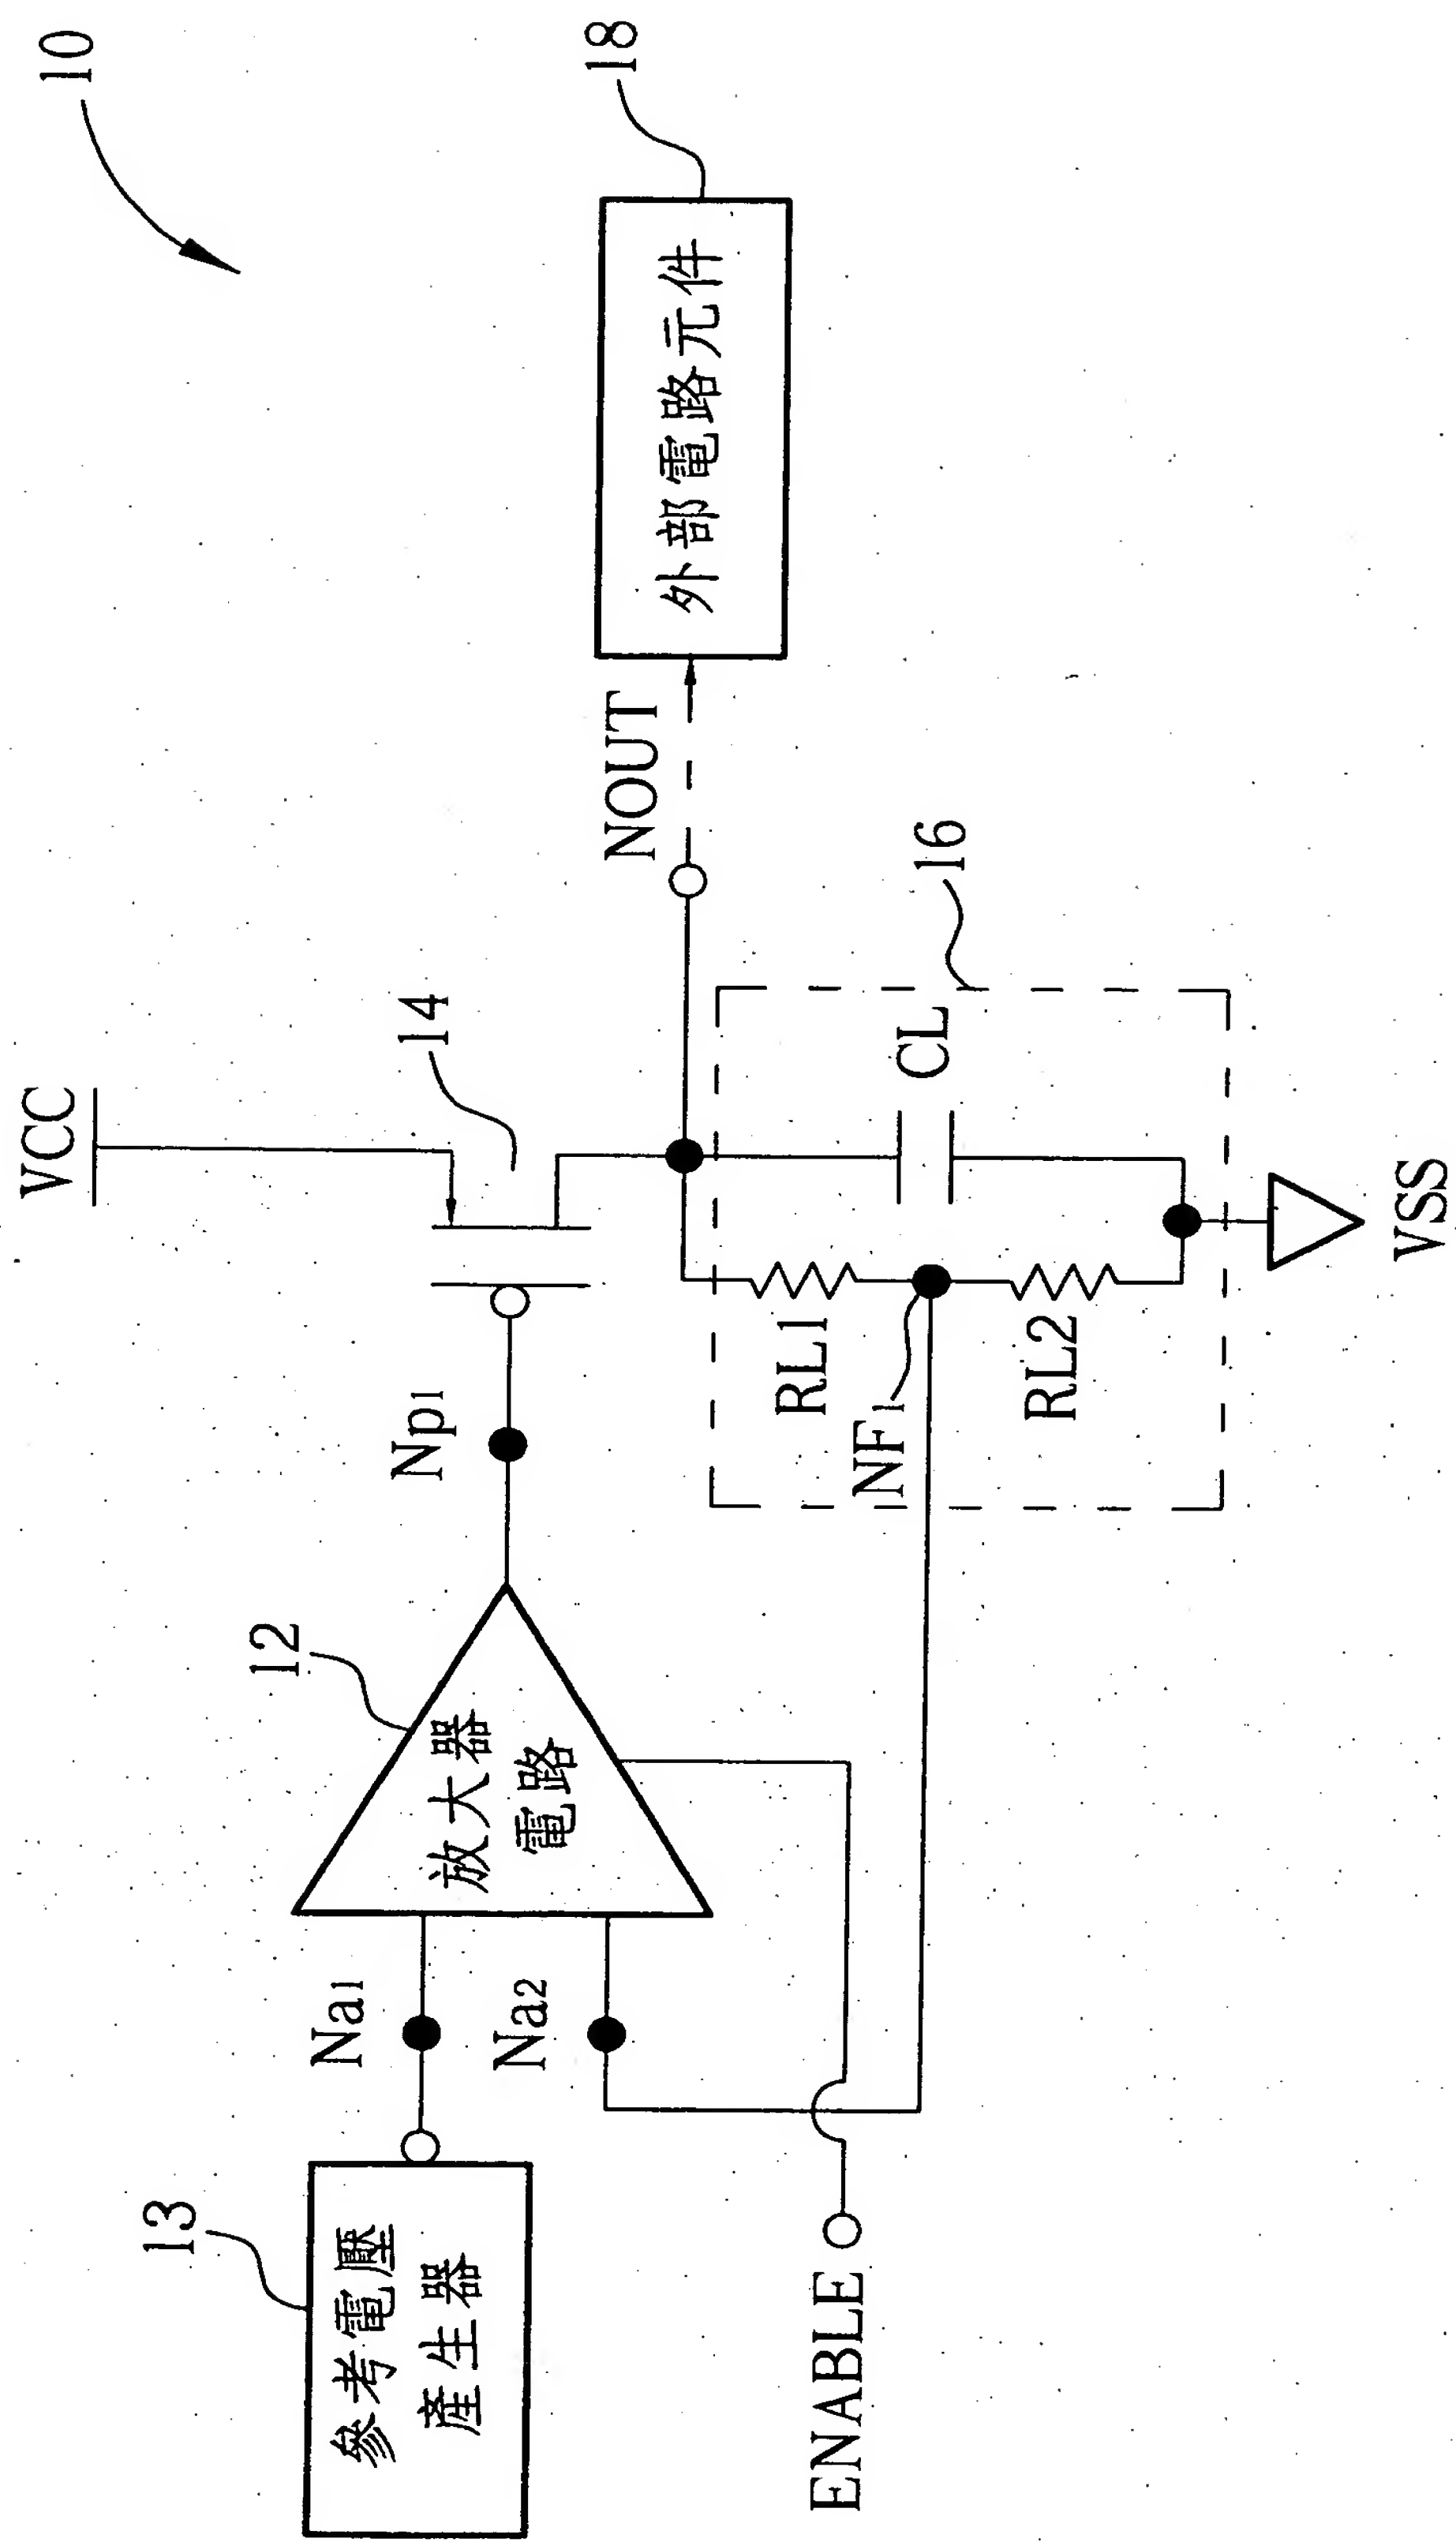 10
VCC
14
18
外部電路元件
NOUT
12
Np1
放大器
電路
Na1
Na2
13
參考電壓
產生器
16
CL
RL1
NF1
RL2
VSS
ENABLE